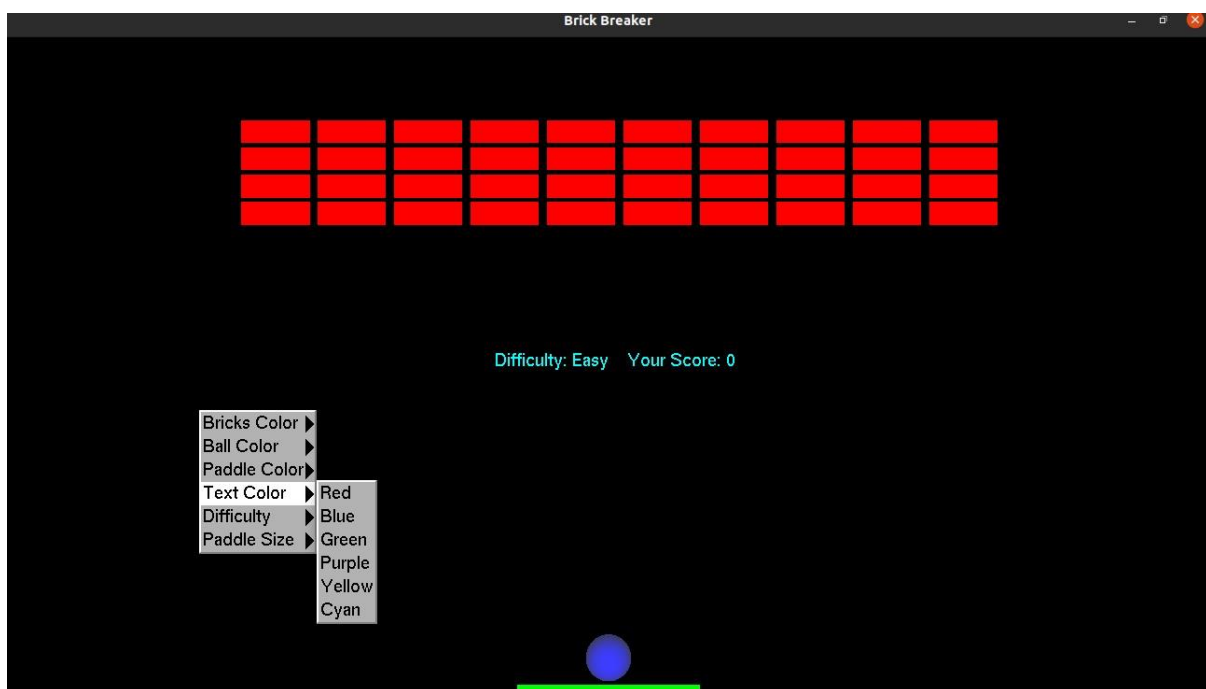 Brick Breaker
Difficulty: Easy Your Score: 0
Bricks Color
Ball Color
Paddle Color
Text Color
Difficulty
Paddle Size
Red
Blue
Green
Purple
Yellow
Cyan